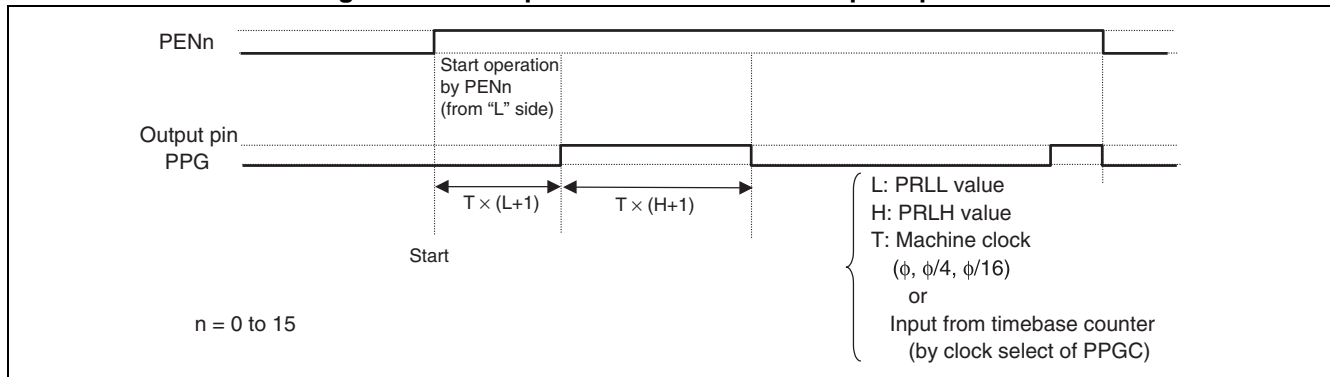 PENn
Start operation
by PENn
(from “L” side)
Output pin
PPG
T × (L+1)
T × (H+1)
Start
L: PRLL value
H: PRLH value
T: Machine clock
(ϕ, ϕ/4, ϕ/16)
or
Input from timebase counter
(by clock select of PPGC)
n = 0 to 15